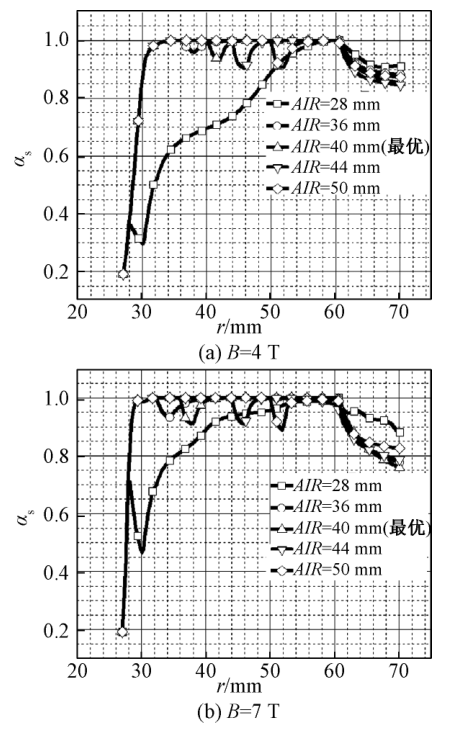 1.0
0.8
0.6
0.4
0.2
αs
AIR=28 mm
AIR=36 mm
AIR=40 mm(最优)
AIR=44 mm
AIR=50 mm
20 30 40 50 60 70
r/mm
(a) B=4 T
1.0
0.8
0.6
0.4
0.2
αs
AIR=28 mm
AIR=36 mm
AIR=40 mm(最优)
AIR=44 mm
AIR=50 mm
20 30 40 50 60 70
r/mm
(b) B=7 T